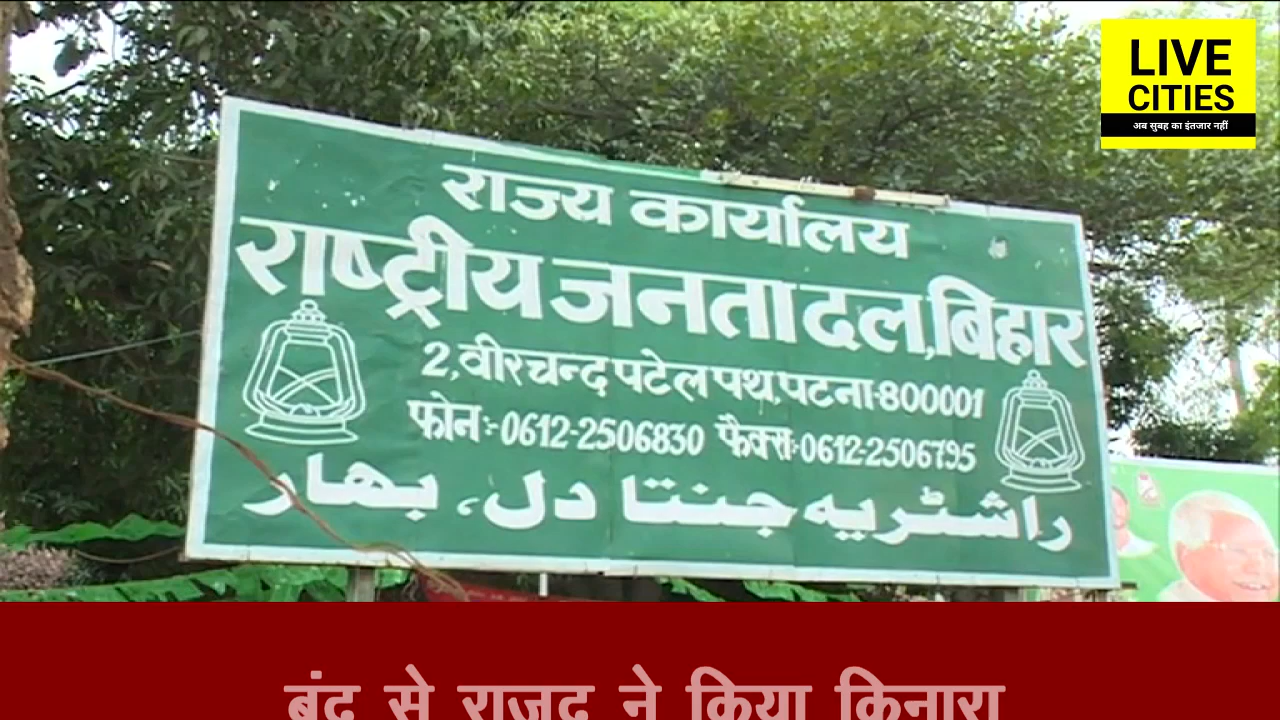 LIVE
CITIES
अब सुबह का इंतजार नहीं
राज्य कार्यालय
राष्ट्रीय जनता दल, बिहार
2, वीरचन्द पटेल पथ, पटना-800001
फोन:-0612-2506830 फैक्स:-0612-2506795
راشٹریہ جنتا دل، بھار
बंद से राजद ने किया किनारा